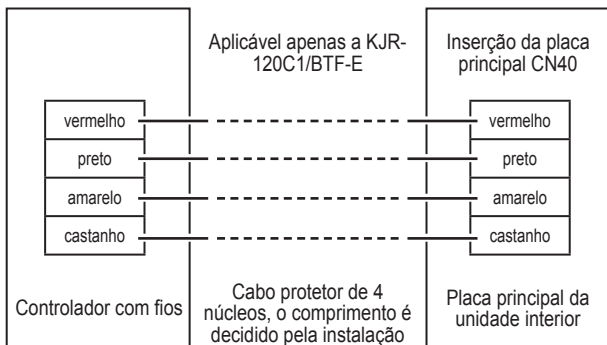 Aplicável apenas a KJR-
120C1/BTF-E
Inserção da placa
principal CN40
vermelho
vermelho
preto
preto
amarelo
amarelo
castanho
castanho
Controlador com fios
Cabo protetor de 4
núcleos, o comprimento é
decidido pela instalação
Placa principal da
unidade interior